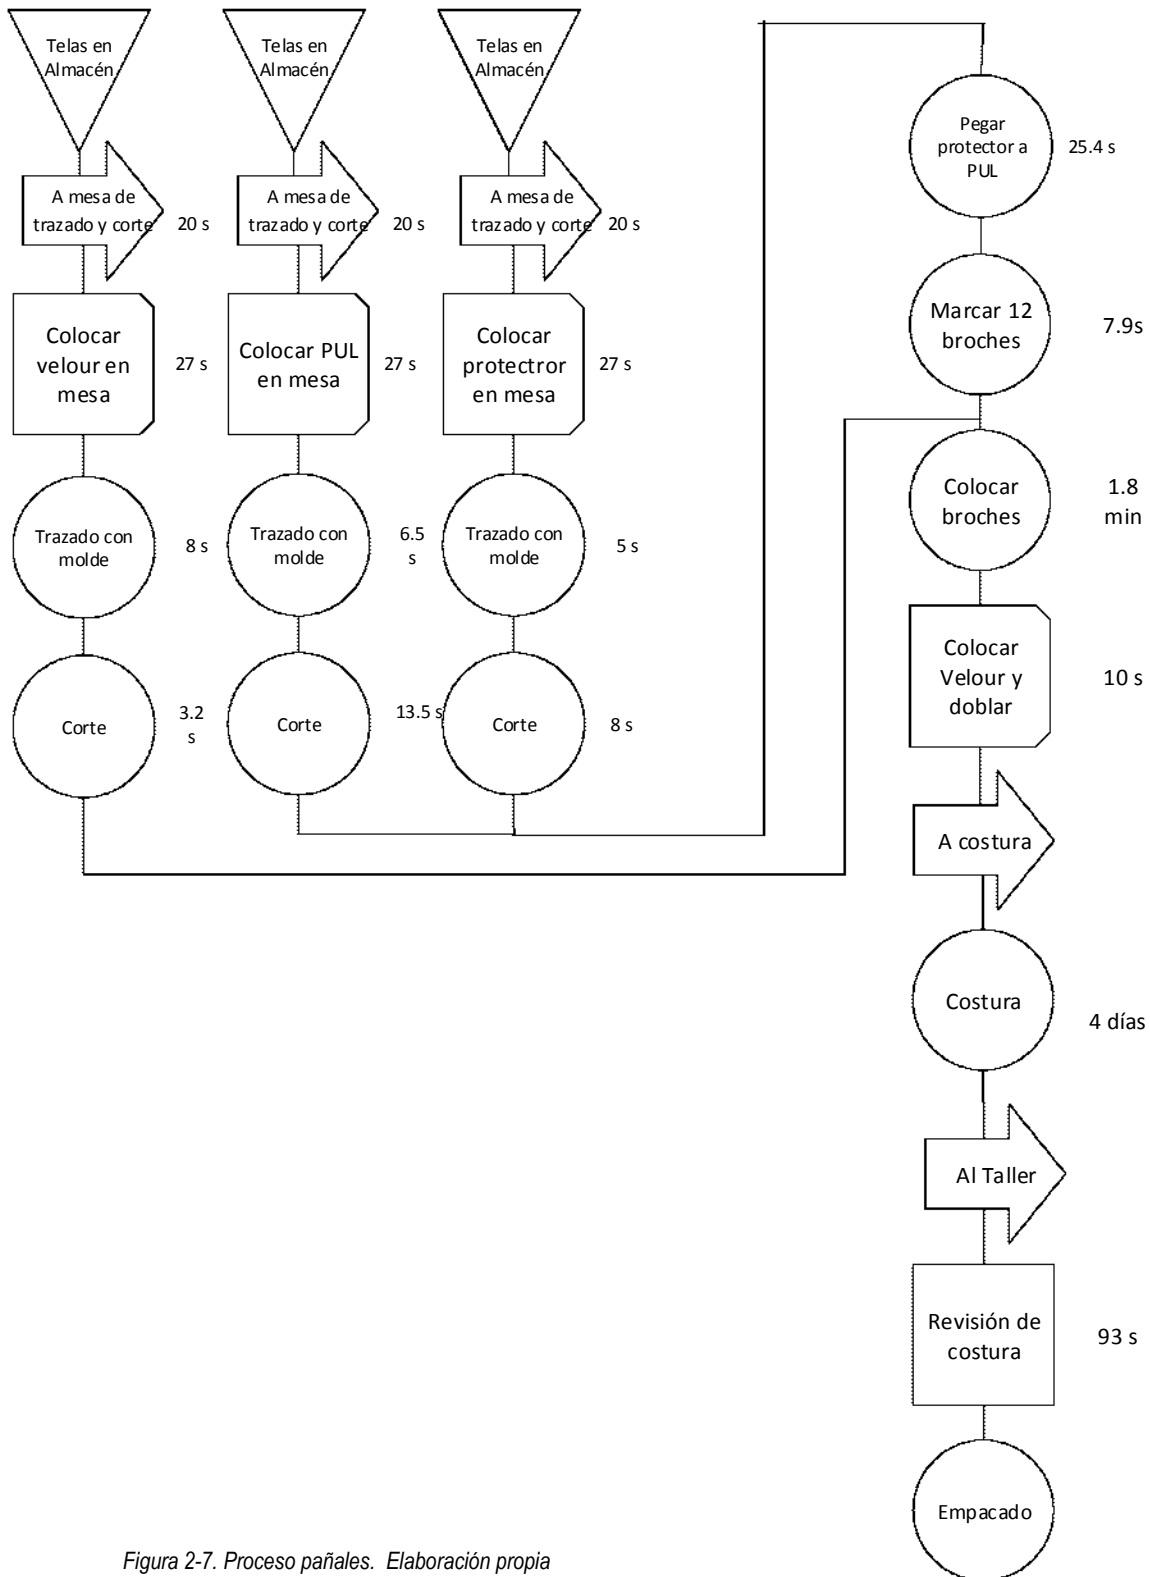 Telas en
Almacén
A mesa de
trazado y corte
20 s
Colocar
velour en
mesa
27 s
Trazado con
molde
8 s
Corte
3.2
s
Telas en
Almacén
A mesa de
trazado y corte
20 s
Colocar PUL
en mesa
27 s
Trazado con
molde
6.5
s
Corte
13.5 s
Telas en
Almacén
A mesa de
trazado y corte
20 s
Colocar
protectror
en mesa
27 s
Trazado con
molde
5 s
Corte
8 s
Pegar
protector a
PUL
25.4 s
Marcar 12
broches
7.9s
Colocar
broches
1.8
min
Colocar
Velour y
doblar
10 s
A costura
Costura
4 días
Al Taller
Revisión de
costura
93 s
Empacado
Figura 2-7. Proceso pañales. Elaboración propia